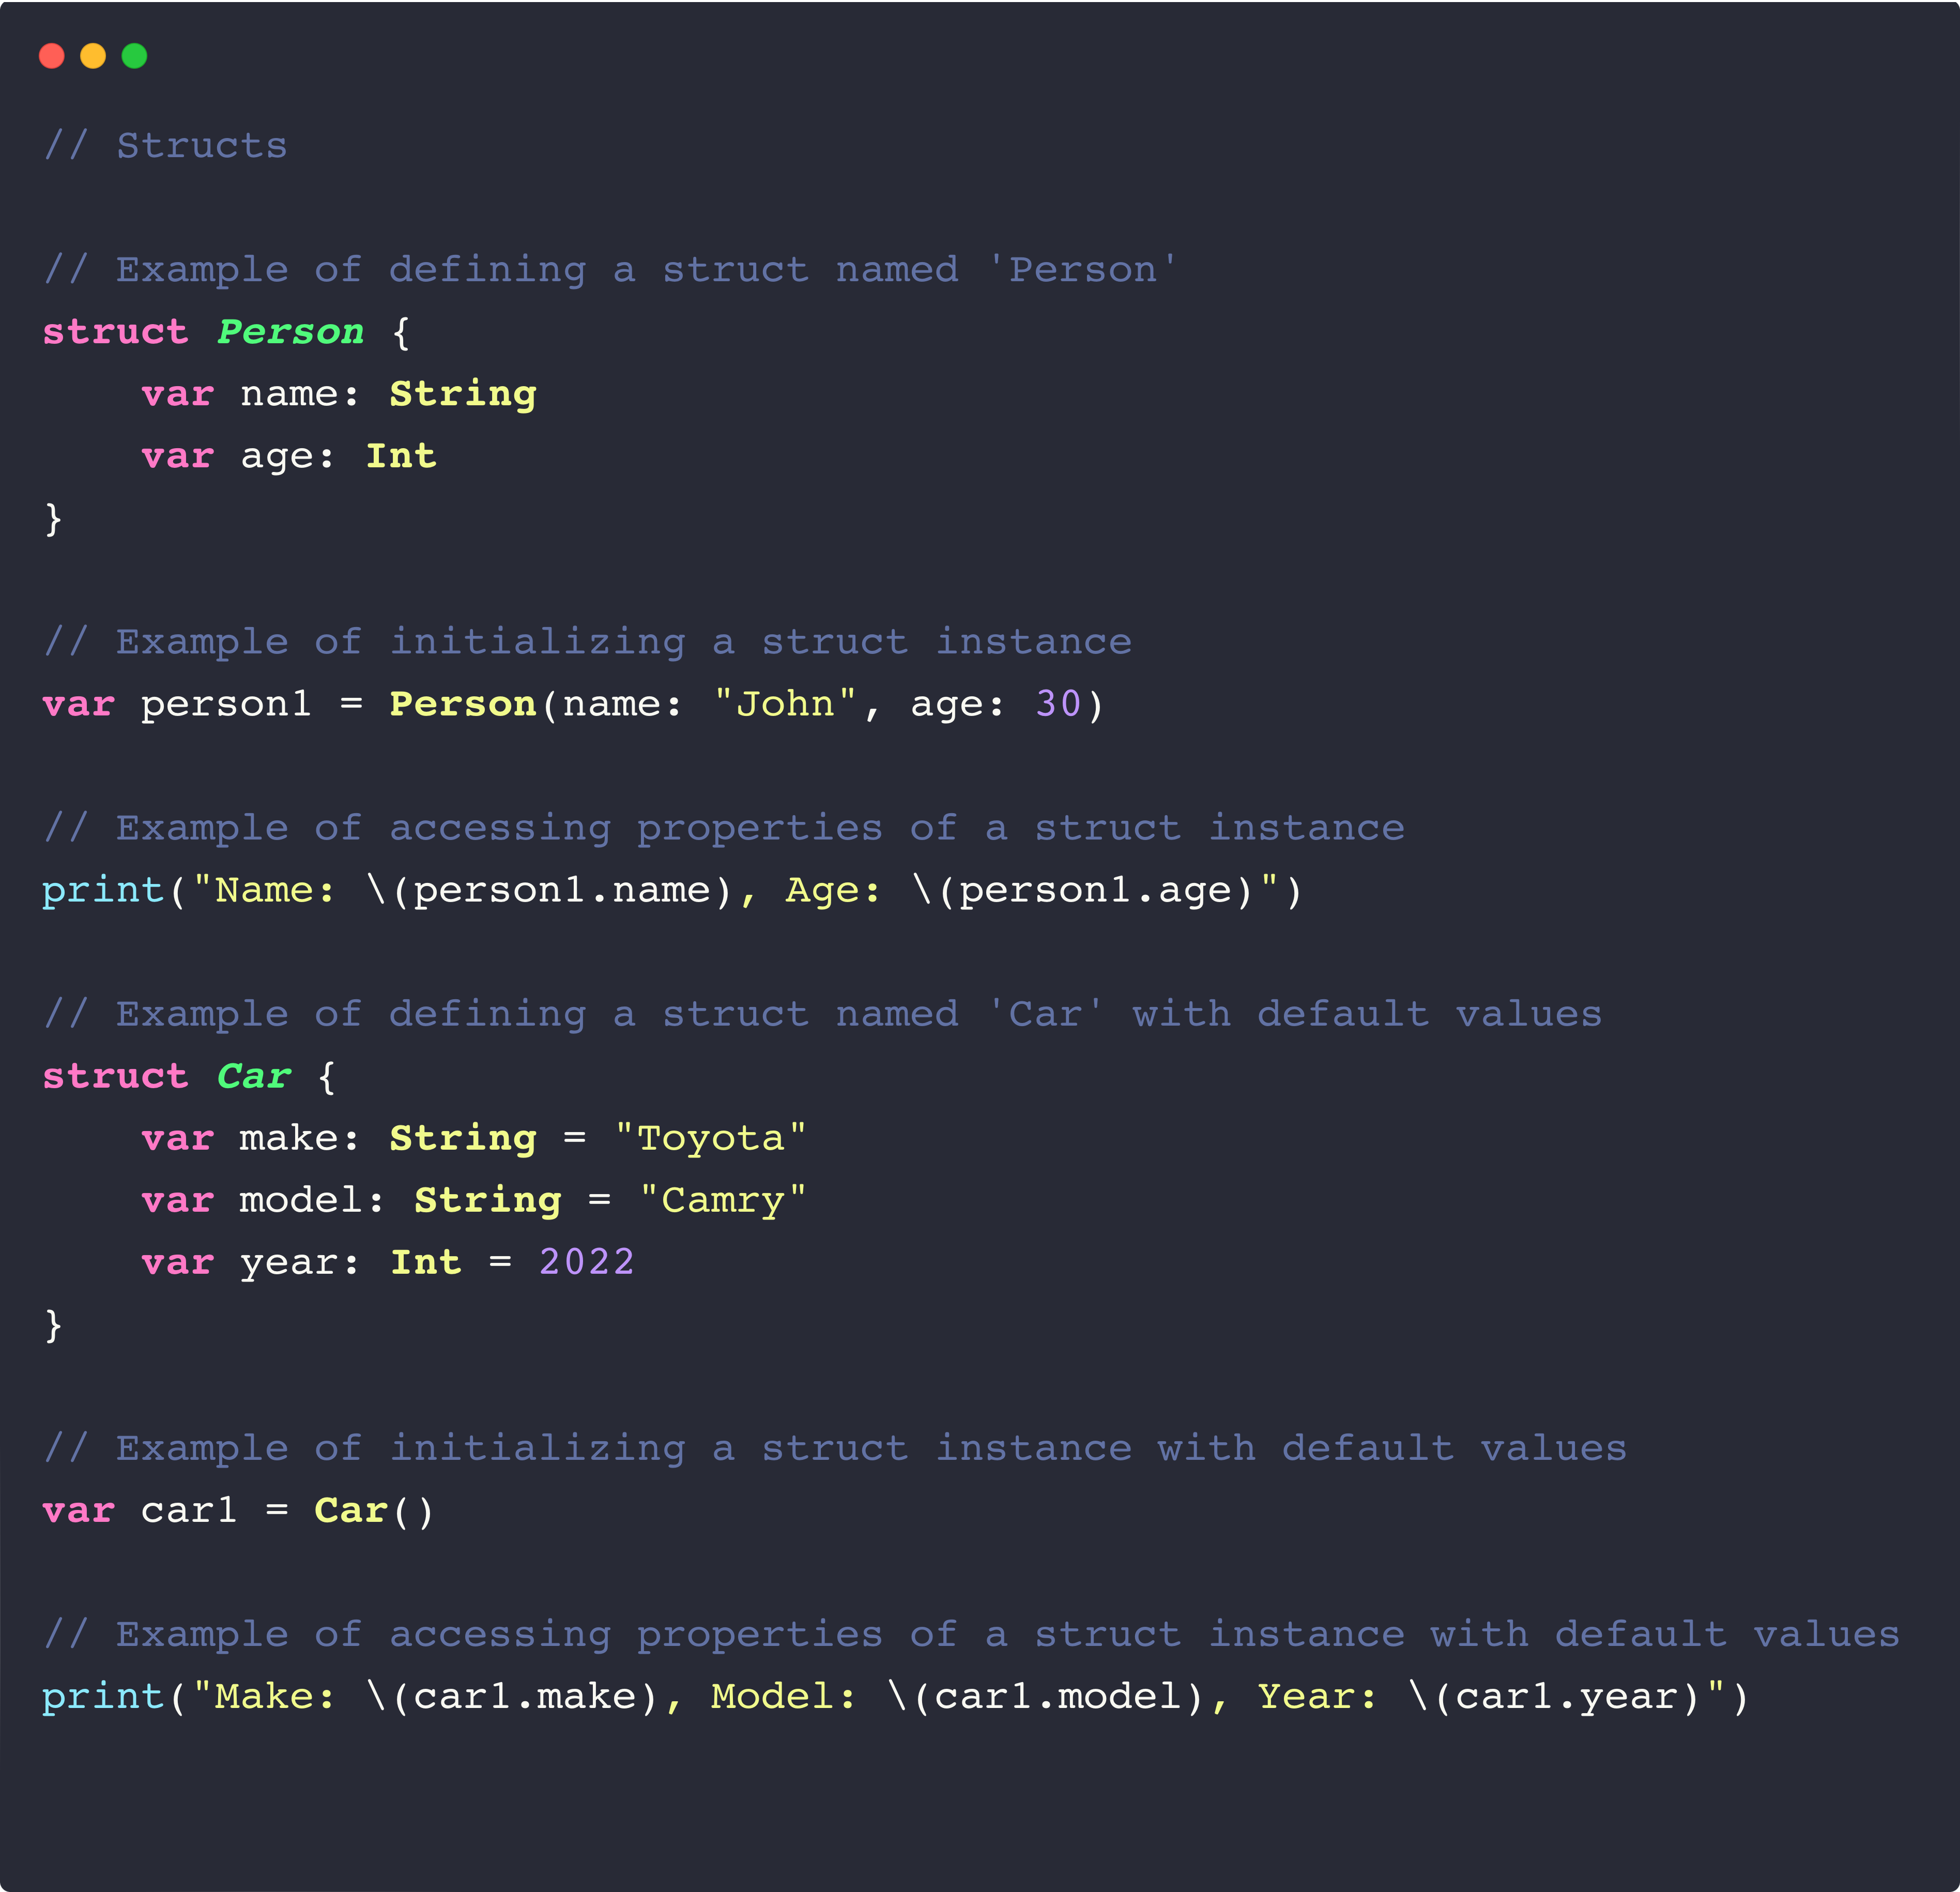 // Structs
// Example of defining a struct named 'Person'
struct Person {
    var name: String
    var age: Int
}
// Example of initializing a struct instance
var person1 = Person(name: "John", age: 30)
// Example of accessing properties of a struct instance
print("Name: \(person1.name), Age: \(person1.age)")
// Example of defining a struct named 'Car' with default values
struct Car {
    var make: String = "Toyota"
    var model: String = "Camry"
    var year: Int = 2022
}
// Example of initializing a struct instance with default values
var car1 = Car()
// Example of accessing properties of a struct instance with default values
print("Make: \(car1.make), Model: \(car1.model), Year: \(car1.year)")